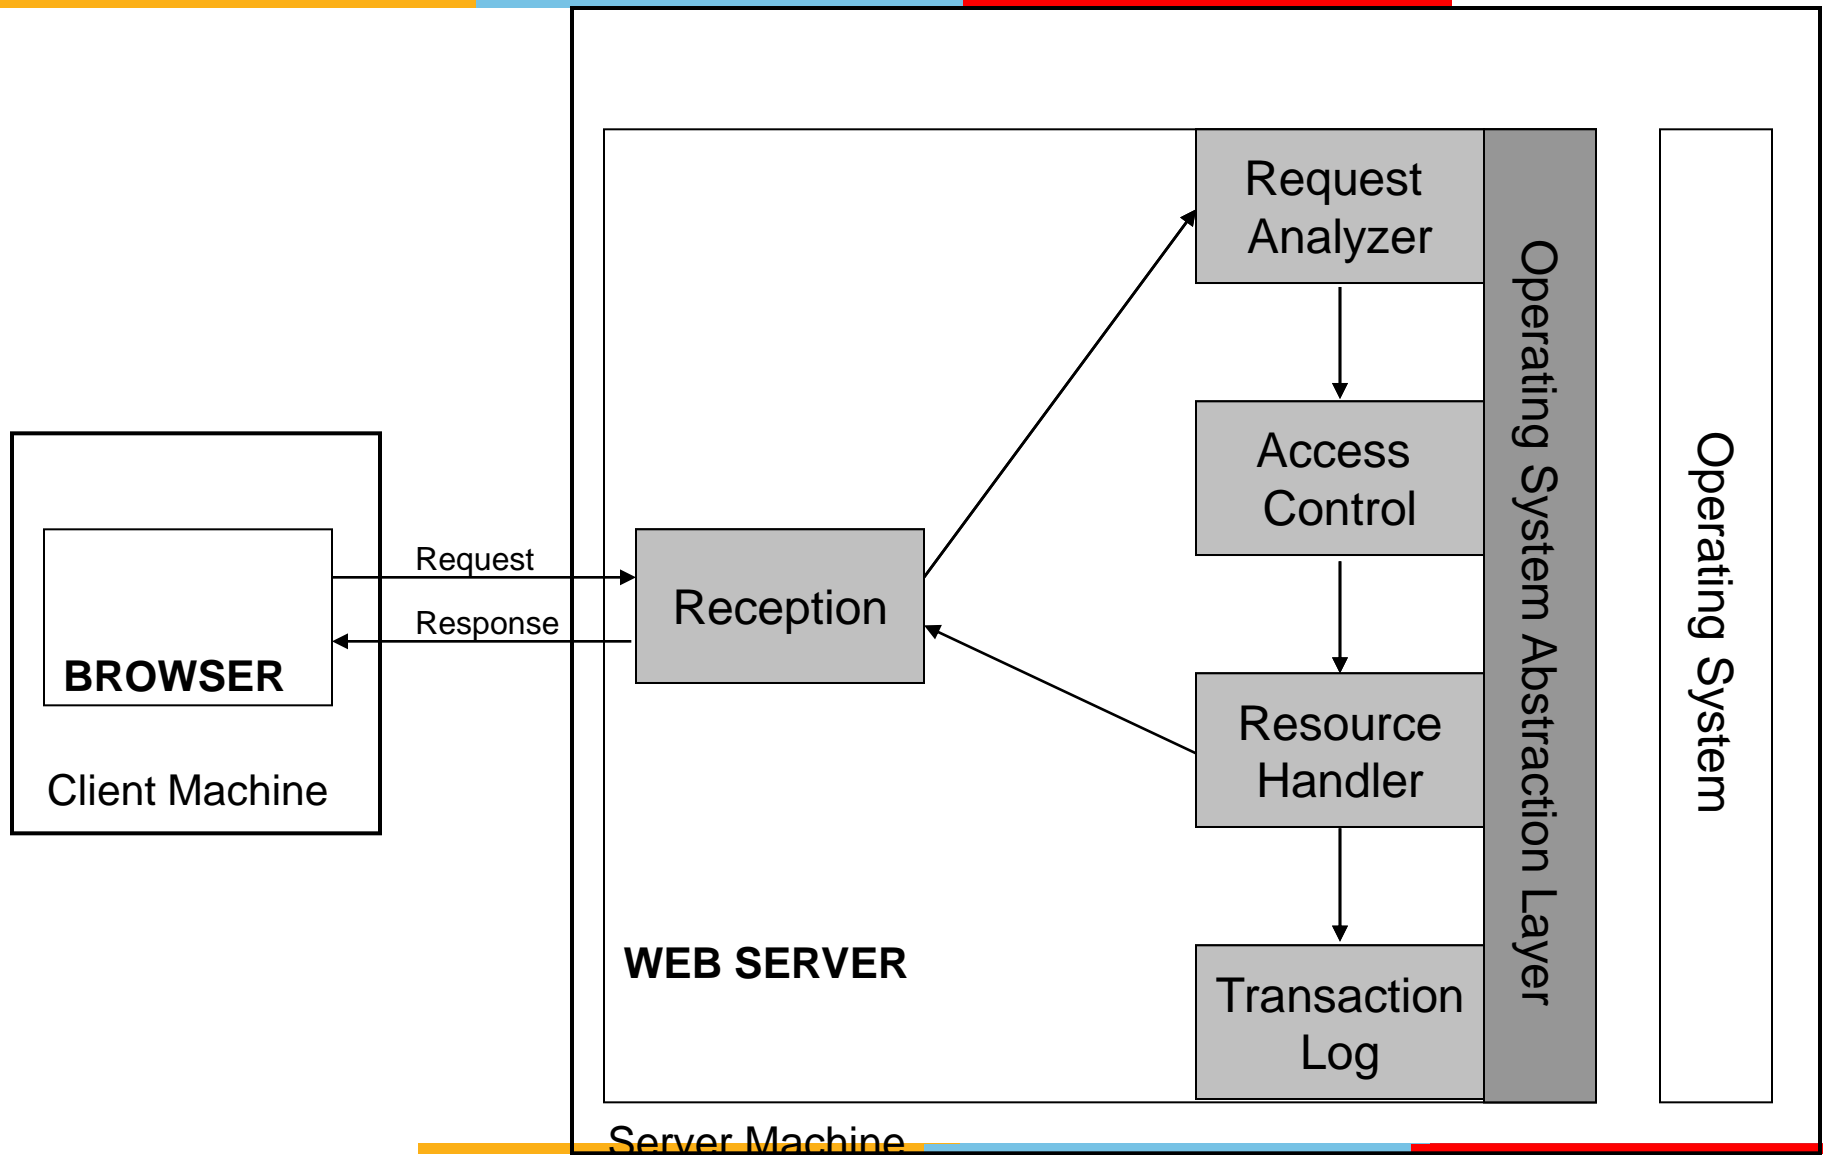 Request
Analyzer
Access
Control
Request
Response
Reception
BROWSER
Client Machine
Resource
Handler
WEB SERVER
Transaction
Log
Operating System Abstraction Layer
Operating System
Server Machine